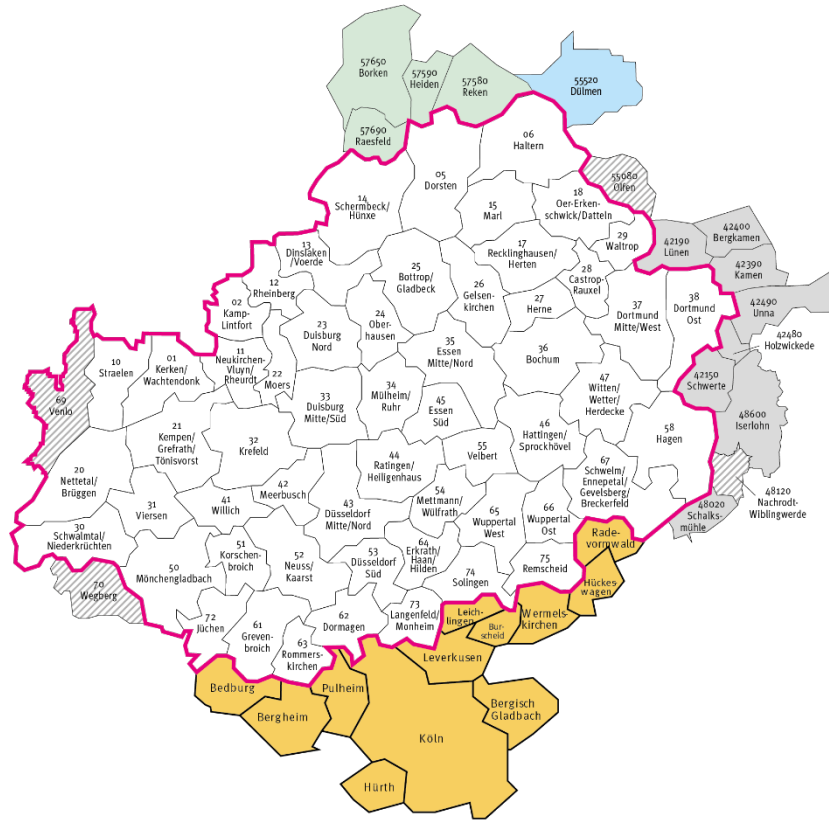 57650
Borken
57590
Heiden
57580
Reken
55520
Dülmen
57690
Raesfeld
06
Haltern
05
Dorsten
55080
Olfen
14
Schermbeck/
Hünxe
18
Oer-Erken-
schwick/Datteln
15
Marl
42400
Bergkamen
29
Waltrop
42190
Lünen
13
Dinslaken
/Voerde
17
Recklinghausen/
Herten
42390
Kamen
25
Bottrop/
Gladbeck
28
Castrop-
Rauxel
12
Rheinberg
26
Gelsen-
kirchen
38
Dortmund
Ost
02
Kamp-
Lintfort
27
Herne
37
Dortmund
Mitte/West
42490
Unna
24
Ober-
hausen
23
Duisburg
Nord
42480
Holzwickede
35
Essen
Mitte/Nord
36
Bochum
01
Kerken/
Wachtendonk
10
Straelen
11
Neukirchen-
Vluyn/
Rheurdt
22
Moers
42150
Schwerte
47
Witten/
Wetter/
Herdecke
34
Mülheim/
Ruhr
33
Duisburg
Mitte/Süd
45
Essen
Süd
69
Venlo
48600
Iserlohn
46
Hattingen/
Sprockhövel
58
Hagen
21
Kempen/
Grefrath/
Tönisvorst
32
Krefeld
55
Velbert
44
Ratingen/
Heiligenhaus
67
Schwelm/
Ennepetal/
Gevelsberg/
Breckerfeld
20
Nettetal/
Brüggen
42
Meerbusch
54
Mettmann/
Wülfrath
48120
Nachrodt-
Wiblingwerde
41
Willich
31
Viersen
43
Düsseldorf
Mitte/Nord
65
Wuppertal
West
66
Wuppertal
Ost
48020
Schalks-
mühle
30
Schwalmtal/
Niederkrüchten
51
Korschen-
broich
64
Erkrath/
Haan/
Hilden
Rade-
vormwald
52
Neuss/
Kaarst
53
Düsseldorf
Süd
75
Remscheid
50
Mönchengladbach
70
Wegberg
74
Solingen
Hückes
wagen
73
Langenfeld/
Monheim
Leich-
lingen
Wermels-
kirchen
62
Dormagen
72
Jüchen
61
Greven-
broich
Bur-
scheid
63
Rommers-
kirchen
Leverkusen
Bedburg
Pulheim
Bergisch
Gladbach
Bergheim
Köln
Hürth